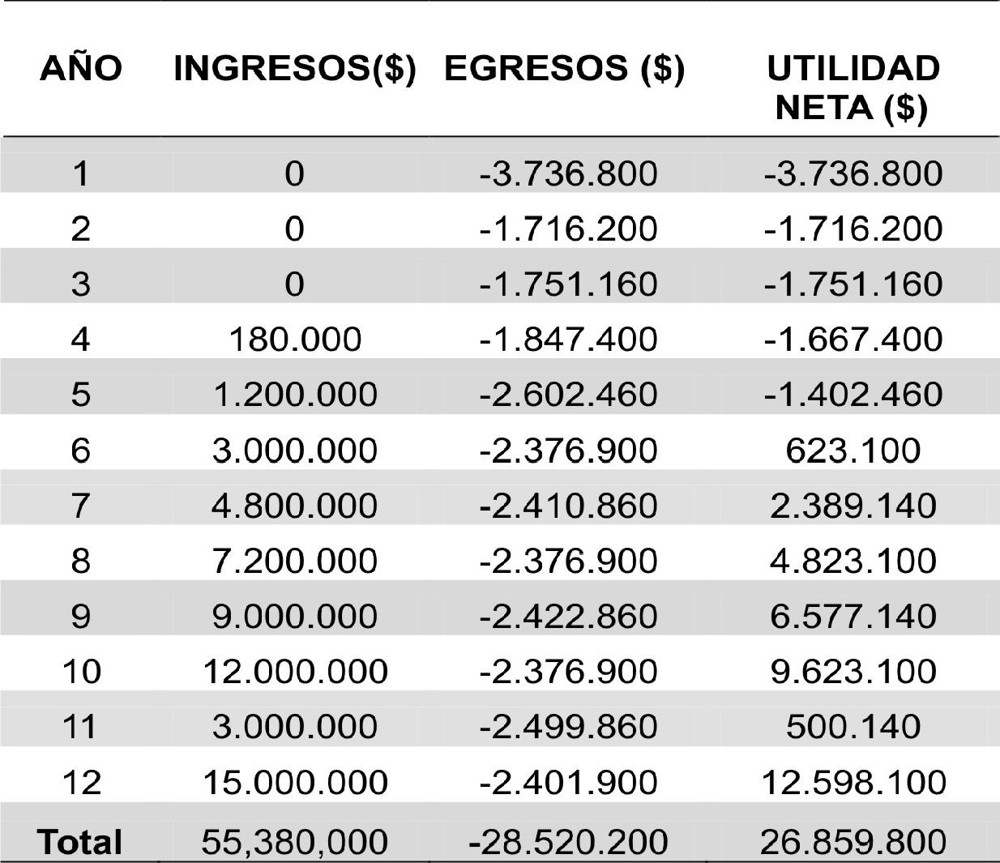 AÑO INGRESOS($) EGRESOS ($) UTILIDAD NETA ($)
1 0 -3.736.800 -3.736.800
2 0 -1.716.200 -1.716.200
3 0 -1.751.160 -1.751.160
4 180.000 -1.847.400 -1.667.400
5 1.200.000 -2.602.460 -1.402.460
6 3.000.000 -2.376.900 623.100
7 4.800.000 -2.410.860 2.389.140
8 7.200.000 -2.376.900 4.823.100
9 9.000.000 -2.422.860 6.577.140
10 12.000.000 -2.376.900 9.623.100
11 3.000.000 -2.499.860 500.140
12 15.000.000 -2.401.900 12.598.100
Total 55,380,000 -28.520.200 26.859.800